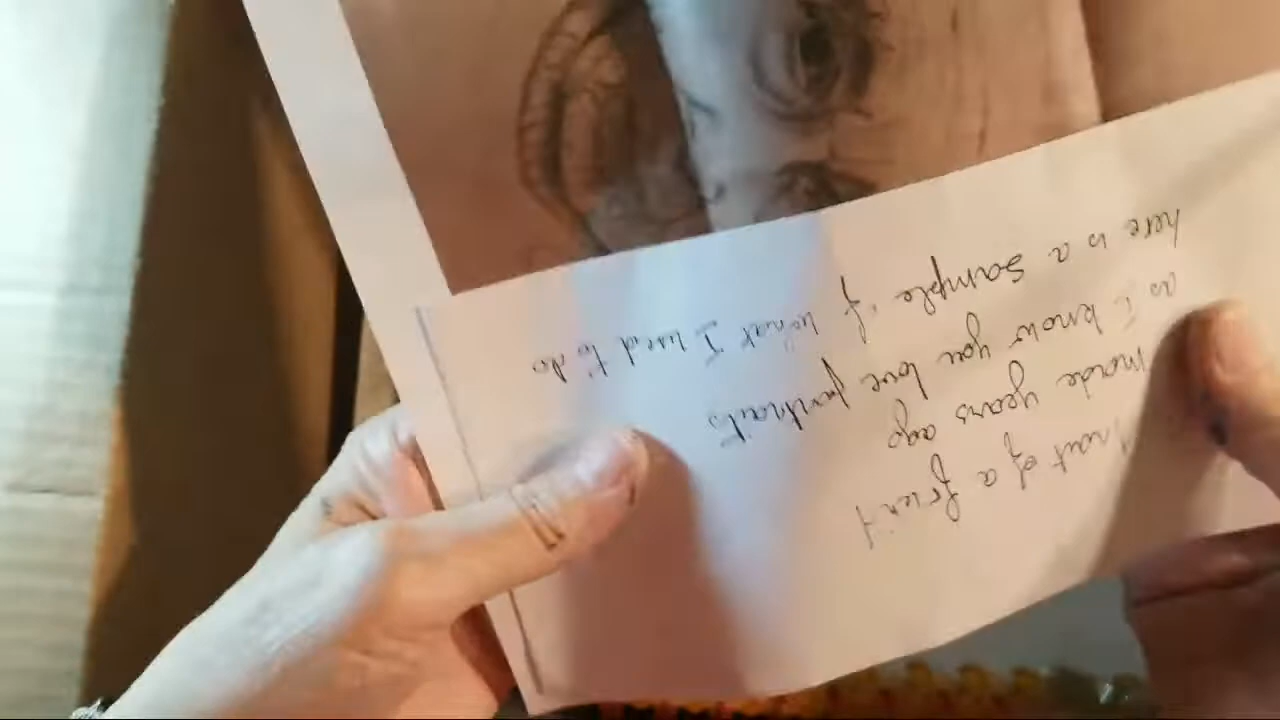 of a friend
made years ago
as I know you love portraits
here is a sample of what I used to do